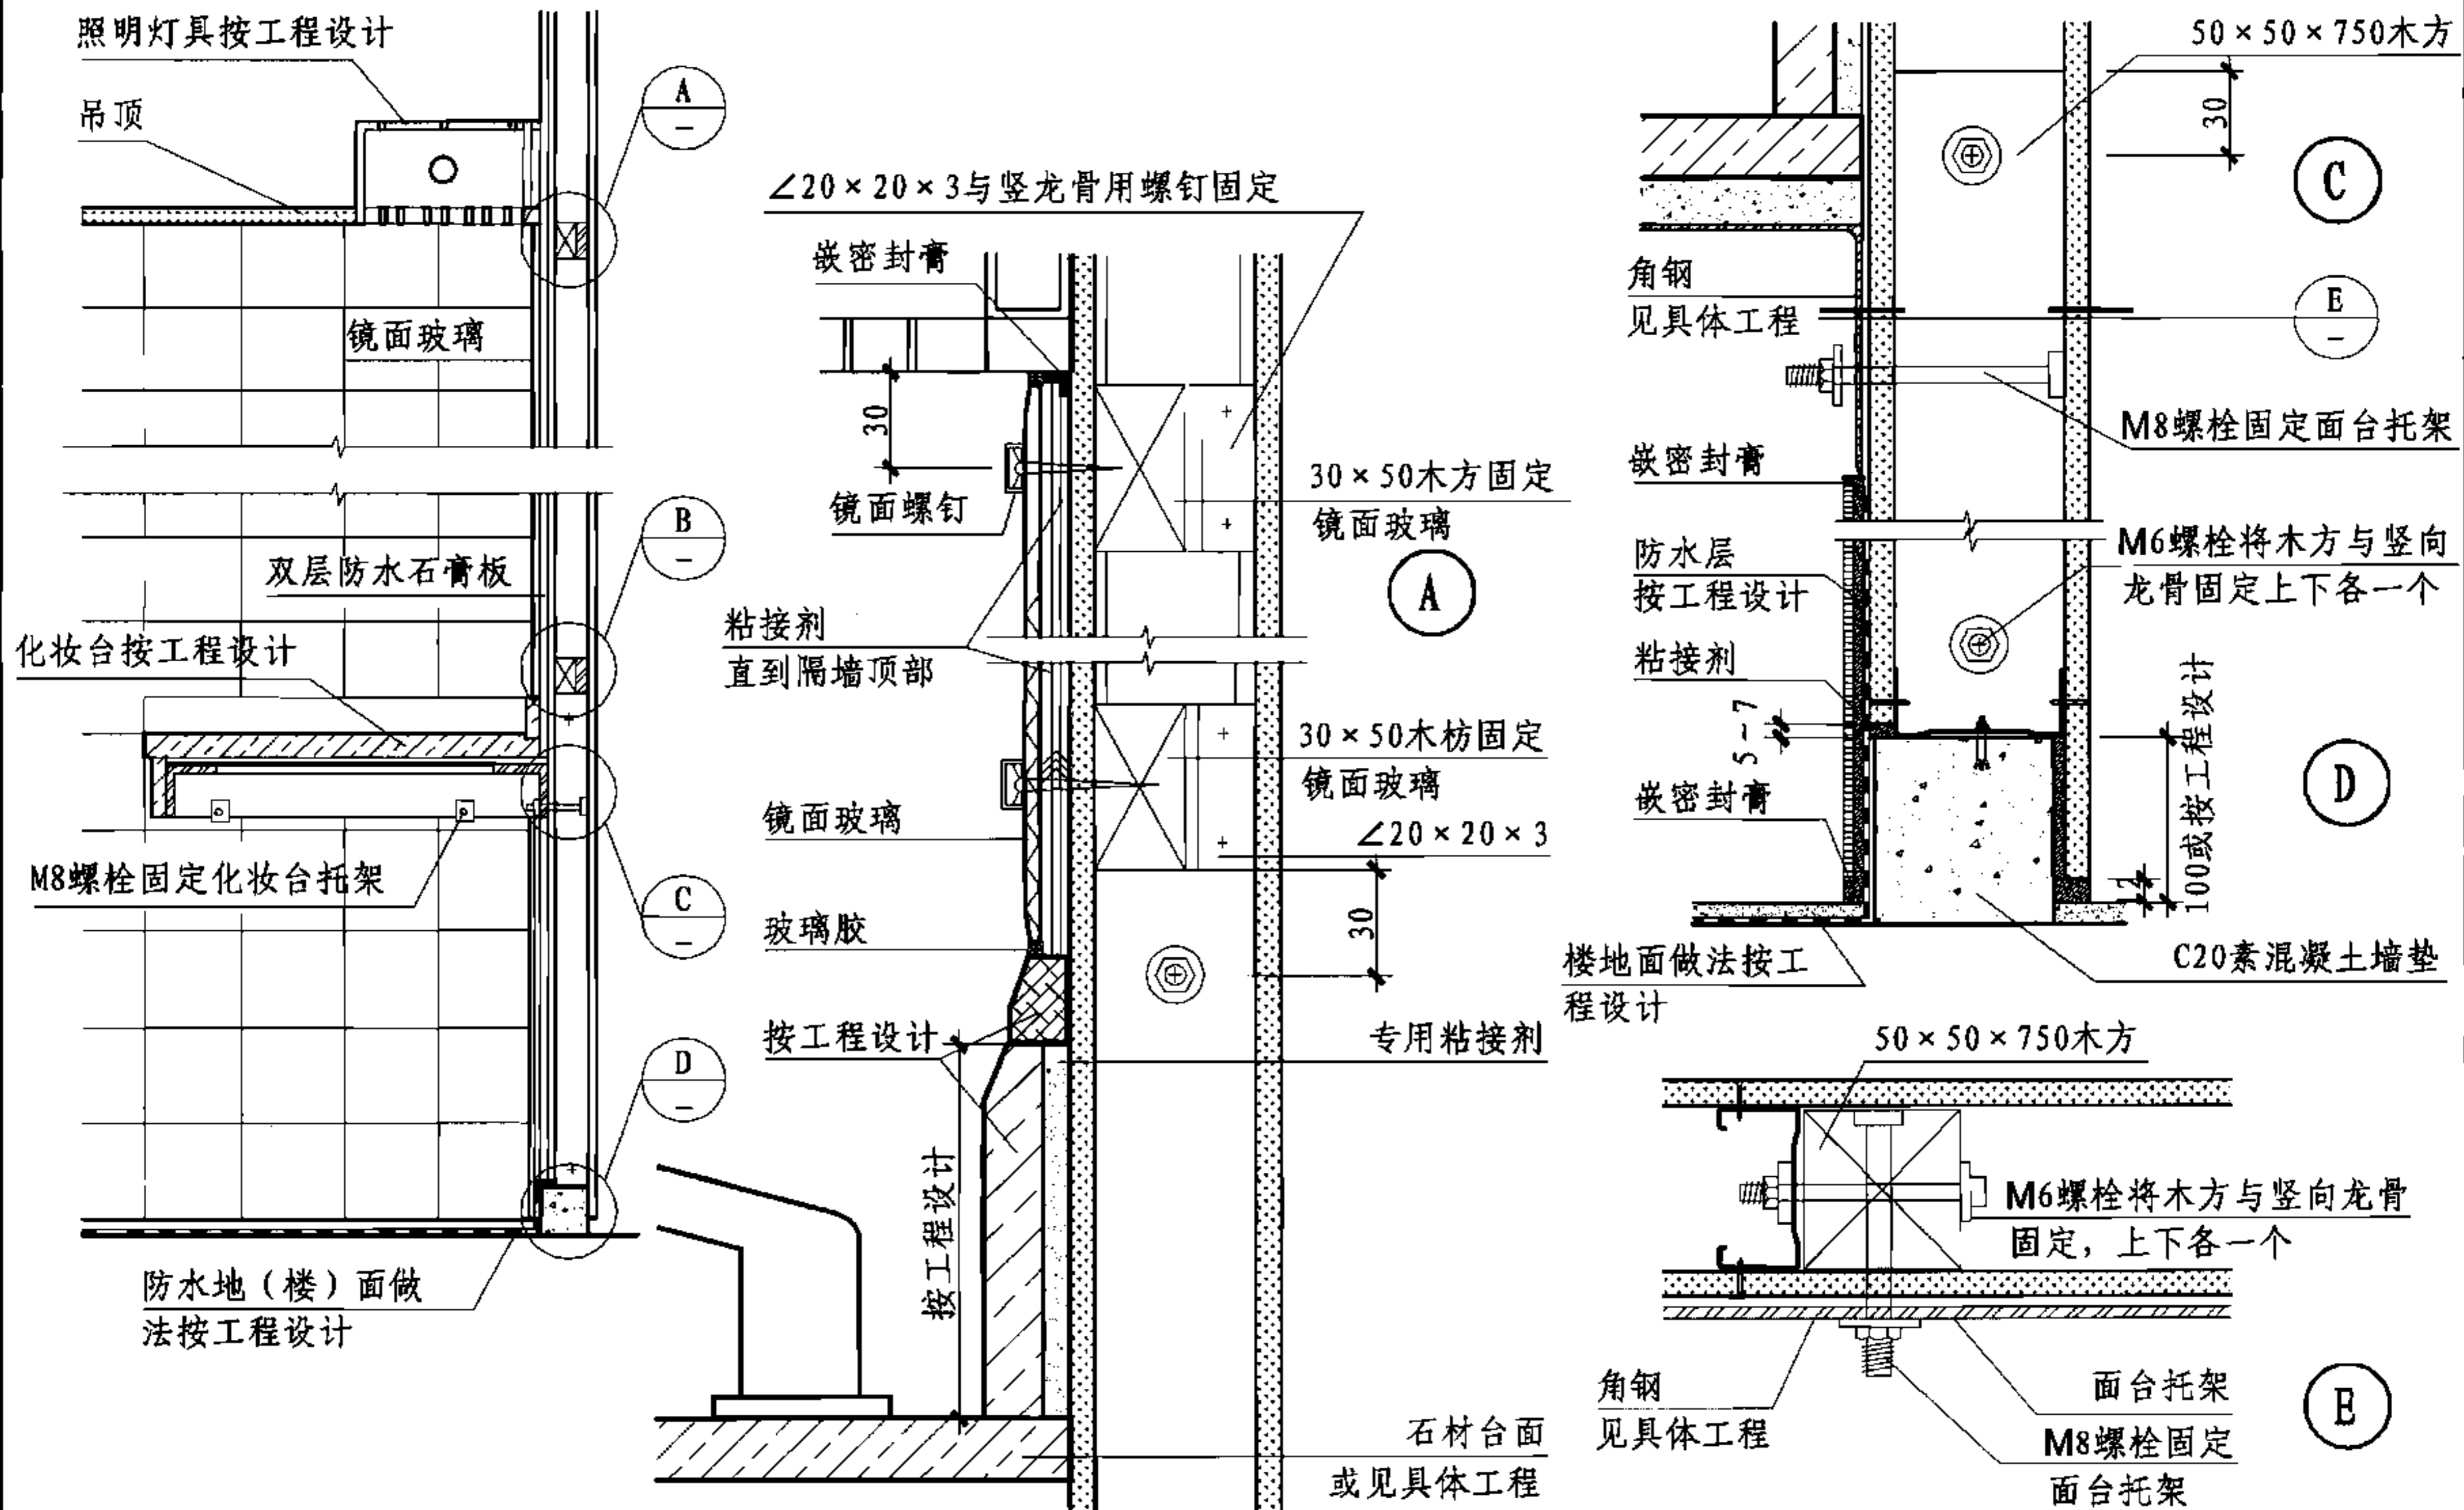 照明灯具按工程设计
吊顶
A
—
镜面玻璃
B
—
双层防水石膏板
化妆台按工程设计
M8螺栓固定化妆台托架
C
—
D
—
防水地（楼）面做
法按工程设计
∠20×20×3与竖龙骨用螺钉固定
嵌密封膏
30
镜面螺钉
30×50木方固定
镜面玻璃
A
粘接剂
直到隔墙顶部
30×50木枋固定
镜面玻璃
∠20×20×3
镜面玻璃
30
玻璃胶
按工程设计
专用粘接剂
按工程设计
石材台面
或见具体工程
50×50×750木方
30
C
角钢
见具体工程
E
—
M8螺栓固定面台托架
嵌密封膏
防水层
按工程设计
M6螺栓将木方与竖向
龙骨固定上下各一个
粘接剂
5~7
嵌密封膏
100或按工程设计
12
D
楼地面做法按工
程设计
C20素混凝土墙垫
50×50×750木方
M6螺栓将木方与竖向龙骨
固定，上下各一个
角钢
见具体工程
面台托架
M8螺栓固定
面台托架
E